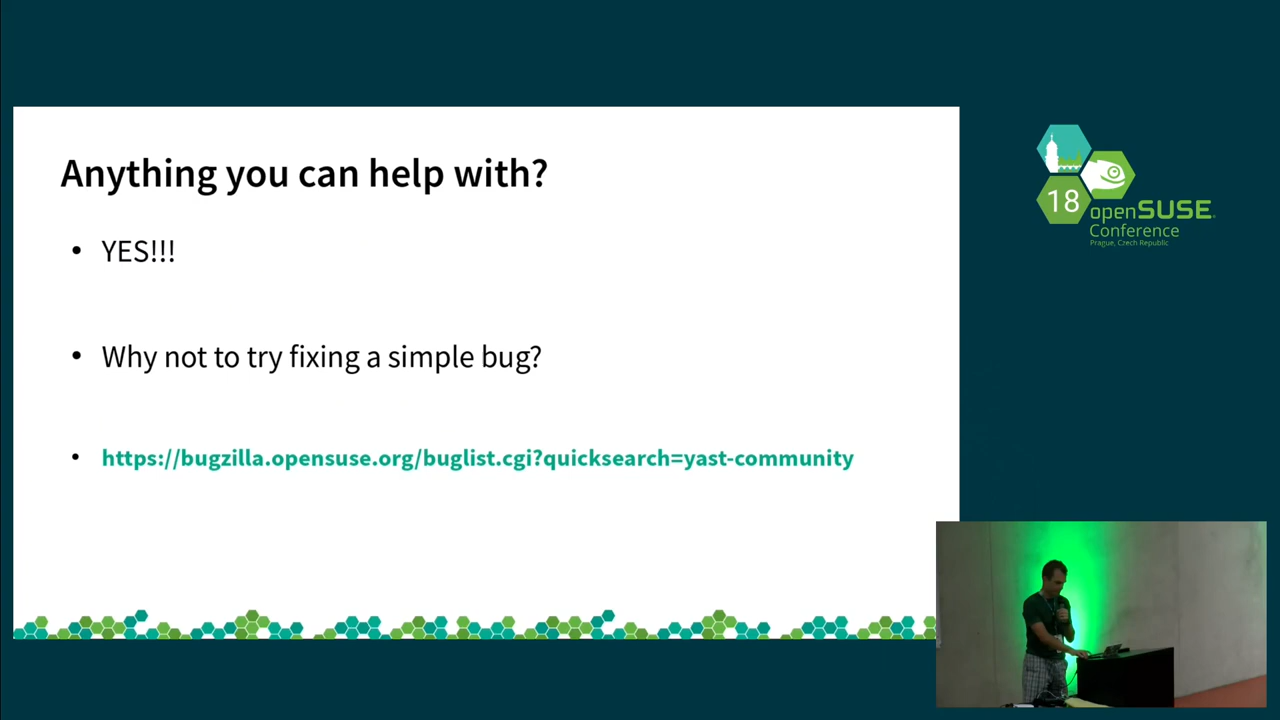 Anything you can help with?
• YES!!!
• Why not to try fixing a simple bug?
• https://bugzilla.opensuse.org/buglist.cgi?quicksearch=yast-community
18
openSUSE
Conference
Prague, Czech Republic